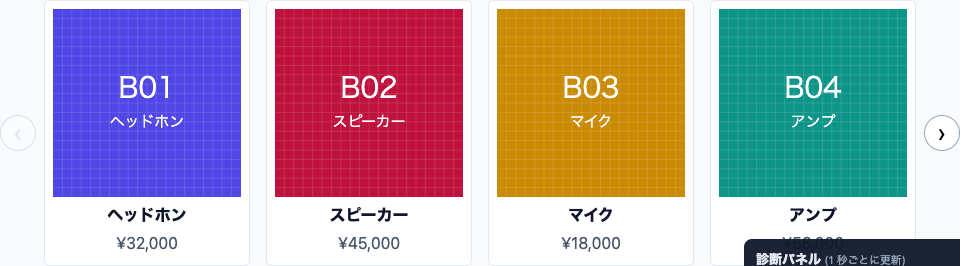 B01
ヘッドホン
B02
スピーカー
B03
マイク
B04
アンプ
❮
❯
ヘッドホン
スピーカー
マイク
アンプ
¥32,000
¥45,000
¥18,000
¥56,000
診断パネル (1 秒ごとに更新)